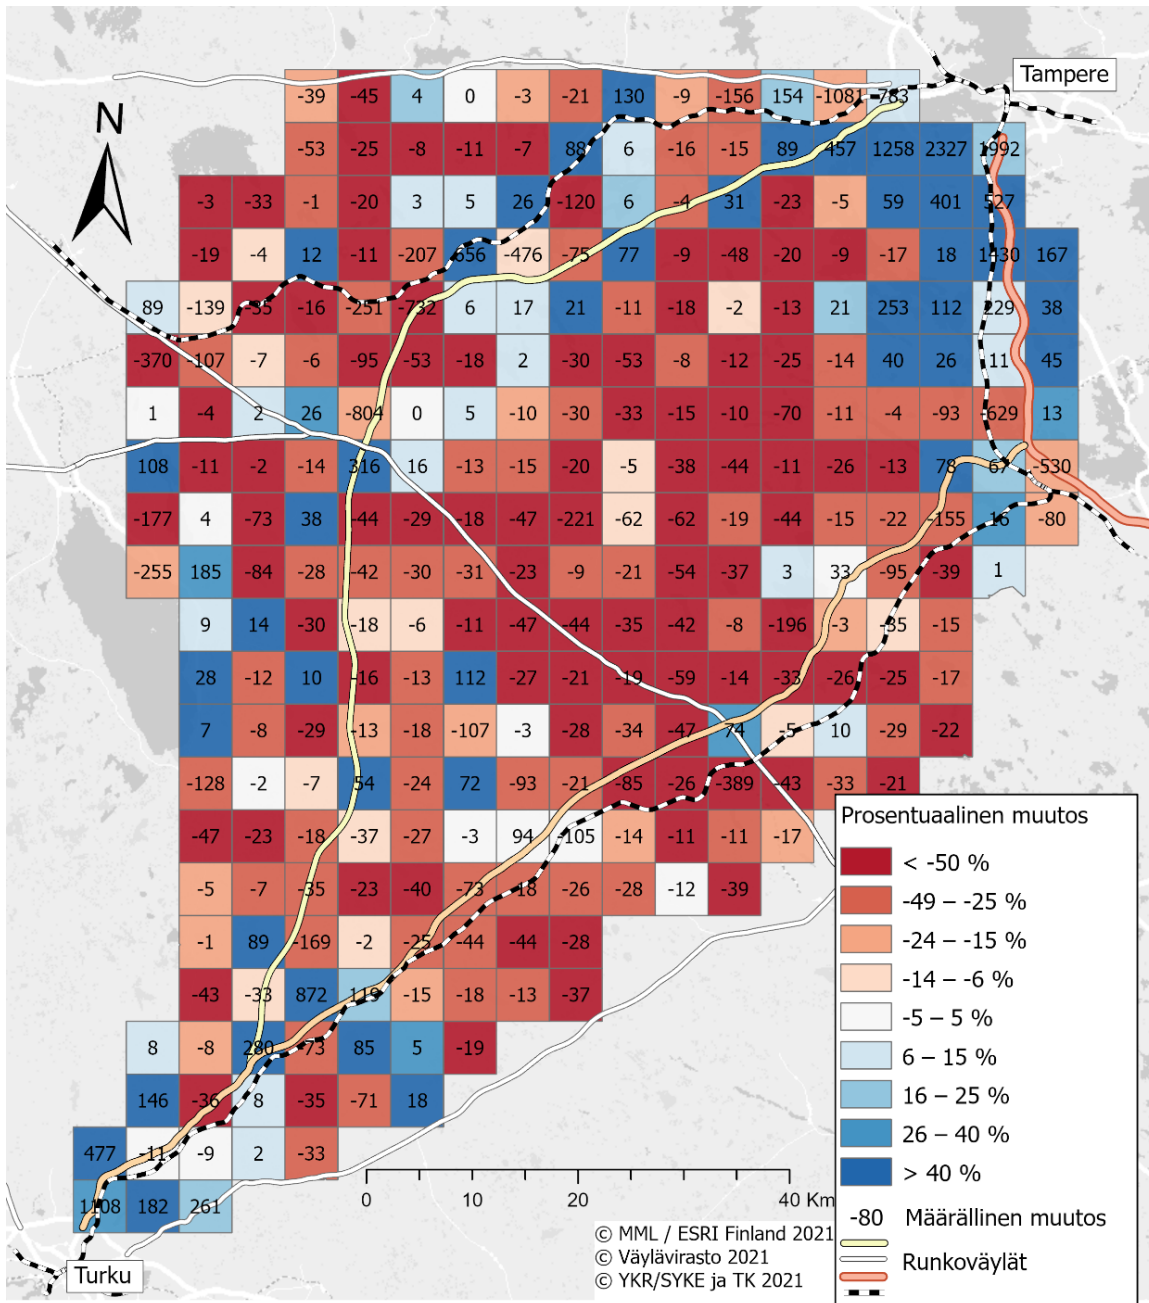 Tampere
N
-39 -45 4 0 -3 -21 130 -9 -156 154 -1081 783
-53 -25 -8 -11 -7 88 6 -16 -15 89 457 1258 2327 1992
-3 -33 -1 -20 3 5 26 -120 6 -4 31 -23 -5 59 401 527
-19 -4 12 -11 -207 656 -476 -75 77 -9 -48 -20 -9 -17 18 1430 167
89 -139 -35 -16 -251 -732 6 17 21 -11 -18 -2 -13 21 253 112 229 38
-370 -107 -7 -6 -95 -53 -18 2 -30 -53 -8 -12 -25 -14 40 26 11 45
1 -4 2 26 -804 0 5 -10 -30 -33 -15 -10 -70 -11 -4 -93 -629 13
108 -11 -2 -14 316 16 -13 -15 -20 -5 -38 -44 -11 -26 -13 78 67 -530
-177 4 -73 38 -44 -29 -18 -47 -221 -62 -62 -19 -44 -15 -22 -155 16 -80
-255 185 -84 -28 -42 -30 -31 -23 -9 -21 -54 -37 3 33 -95 -39 1
9 14 -30 -18 -6 -11 -47 -44 -35 -42 -8 -196 -3 -35 -15
28 -12 10 -16 -13 112 -27 -21 -19 -59 -14 -33 -26 -25 -17
7 -8 -29 -13 -18 -107 -3 -28 -34 -47 74 -5 10 -29 -22
-128 -2 -7 54 -24 72 -93 -21 -85 -26 -389 -43 -33 -21
-47 -23 -18 -37 -27 -3 94 -105 -14 -11 -11 -17
-5 -7 -35 -23 -40 -73 -18 -26 -28 -12 -39
-1 89 -169 -2 -25 -44 -44 -28
-43 -33 872 119 -15 -18 -13 -37
8 -8 280 -73 85 5 -19
146 -36 8 -35 -71 18
477 -11 -9 2 -33
1108 182 261
Turku
0 10 20 40 Km
© MML / ESRI Finland 2021
© Väylävirasto 2021
© YKR/SYKE ja TK 2021
Prosentuaalinen muutos
< -50 %
-49 – -25 %
-24 – -15 %
-14 – -6 %
-5 – 5 %
6 – 15 %
16 – 25 %
26 – 40 %
> 40 %
-80 Määrällinen muutos
Runkoväylät